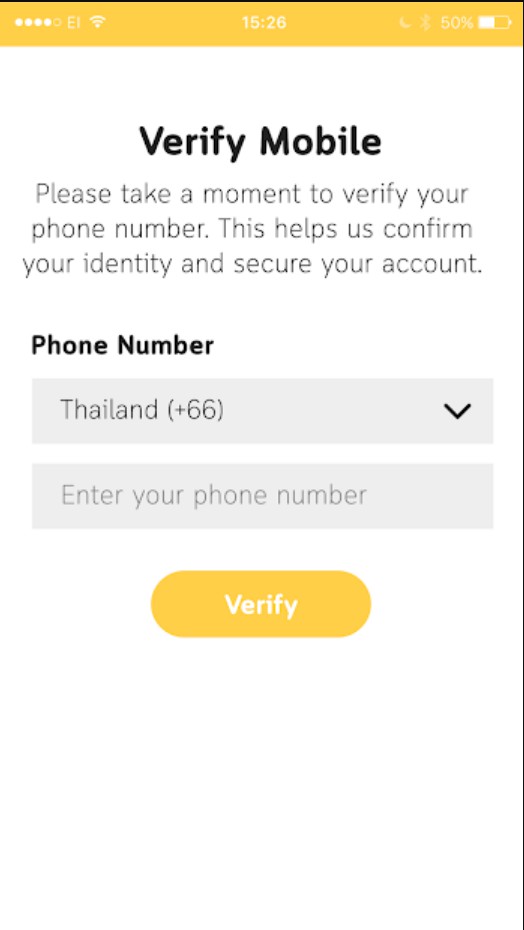 EI 15:26 50%
Verify Mobile
Please take a moment to verify your
phone number. This helps us confirm
your identity and secure your account.
Phone Number
Thailand (+66)
Enter your phone number
Verify